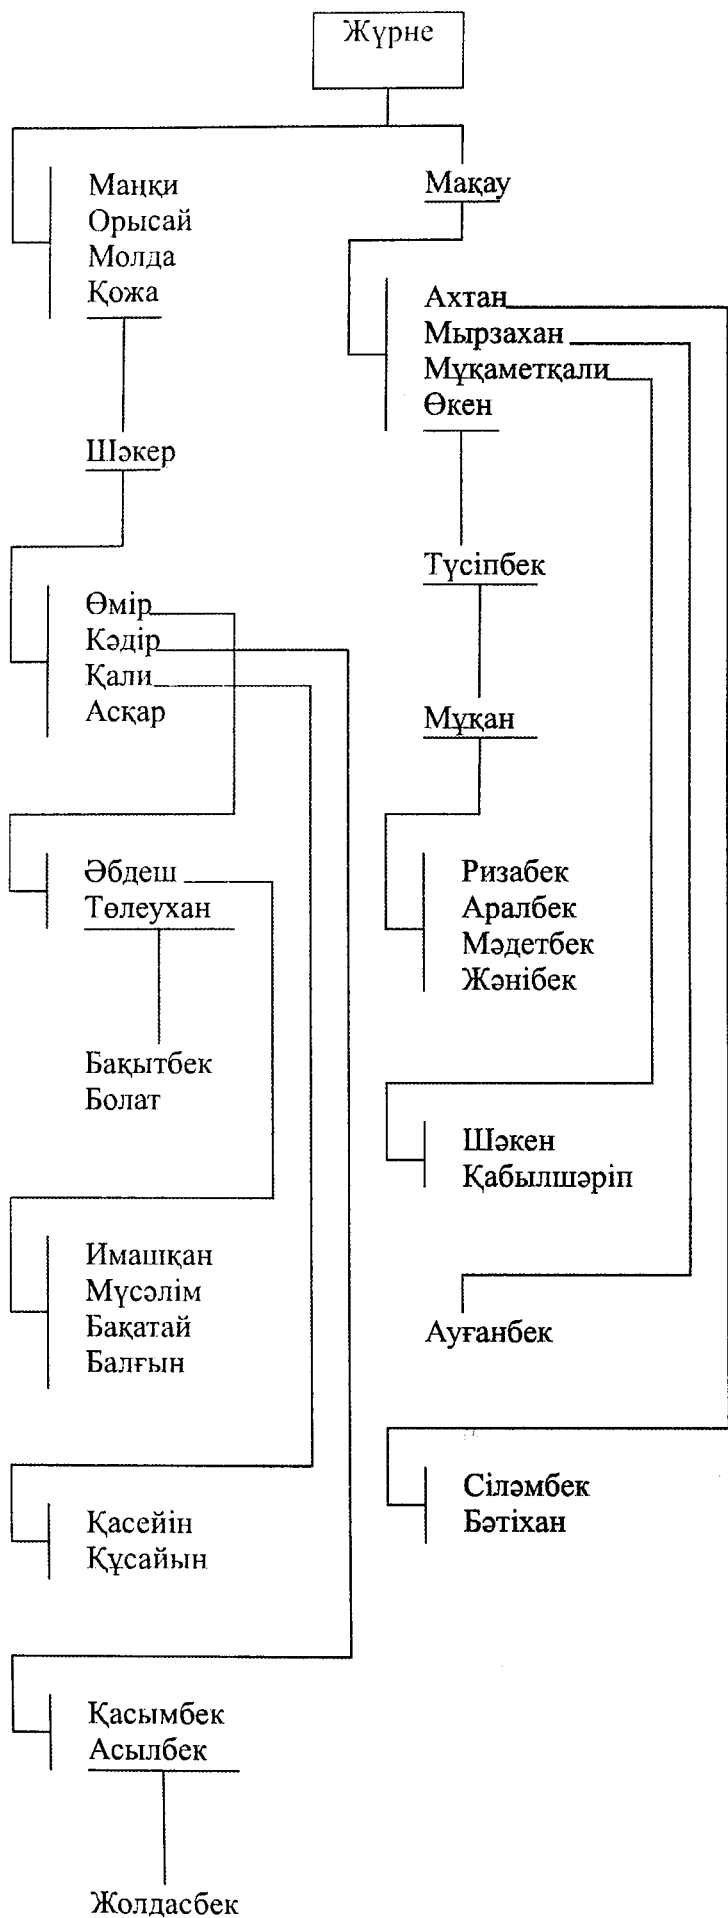 Жүрне
Маңқи
Орысай
Молда
Қожа
Шәкер
Өмір
Кәдір
Қали
Асқар
Әбдеш
Төлеухан
Бақытбек
Болат
Имашқан
Мүсәлім
Бақатай
Балғын
Қасейін
Құсайын
Қасымбек
Асылбек
Жолдасбек
Мақау
Ахтан
Мырзахан
Мұқаметқали
Өкен
Түсіпбек
Мұқан
Ризабек
Аралбек
Мәдетбек
Жәнібек
Шәкен
Қабылшәріп
Ауғанбек
Сіләмбек
Бәтіхан